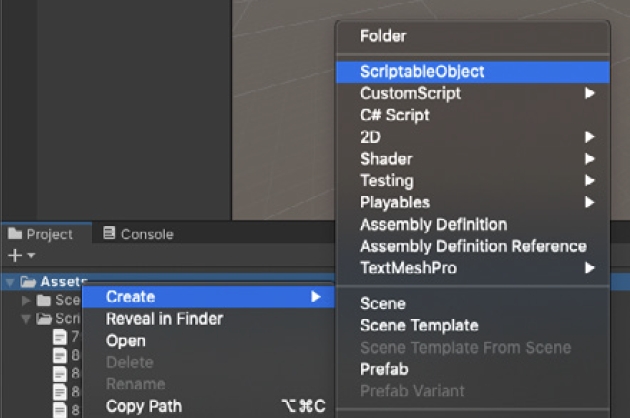 Folder
ScriptableObject
CustomScript
C# Script
2D
Shader
Testing
Playables
Assembly Definition
Assembly Definition Reference
TextMeshPro
Scene
Scene Template
Scene Template From Scene
Prefab
Prefab Variant
Project
Console
Assets
Sce
Scri
7
8
8
8
8
Create
Reveal in Finder
Open
Delete
Rename
Copy Path ⌥⌘C